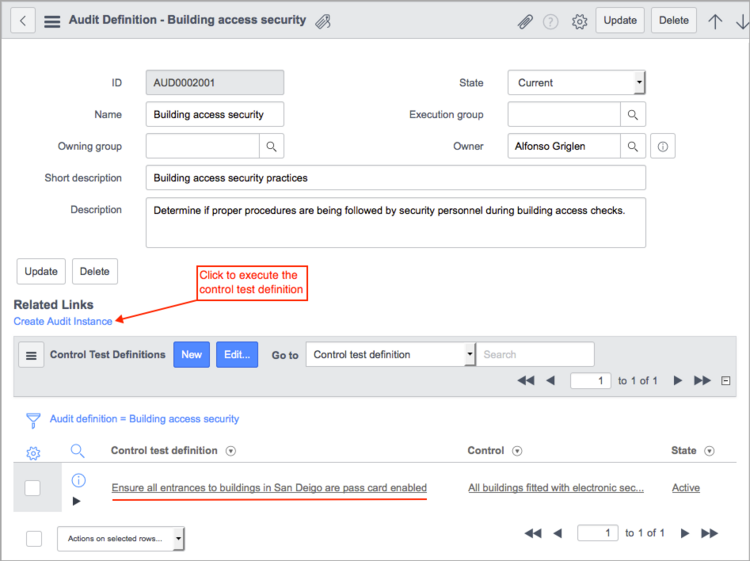 Audit Definition - Building access security
Update Delete
ID AUD0002001 State Current
Name Building access security Execution group
Owning group Owner Alfonso Griglen
Short description Building access security practices
Description Determine if proper procedures are being followed by security personnel during building access checks.
Update Delete
Click to execute the
control test definition
Related Links
Create Audit Instance
Control Test Definitions New Edit... Go to Control test definition Search
1 to 1 of 1
Audit definition = Building access security
Control test definition Control State
Ensure all entrances to buildings in San Deigo are pass card enabled All buildings fitted with electronic sec... Active
Actions on selected rows... 1 to 1 of 1